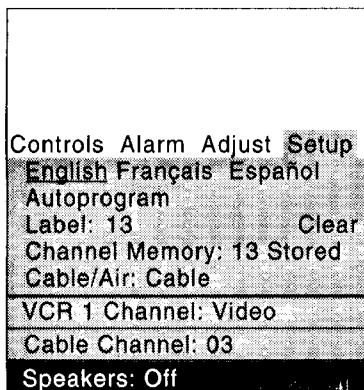 Controls Alarm Adjust Setup
English Français Español
Autoprogram
Label: 13 Clear
Channel Memory: 13 Stored
Cable/Air: Cable
VCR 1 Channel: Video
Cable Channel: 03
Speakers: Off